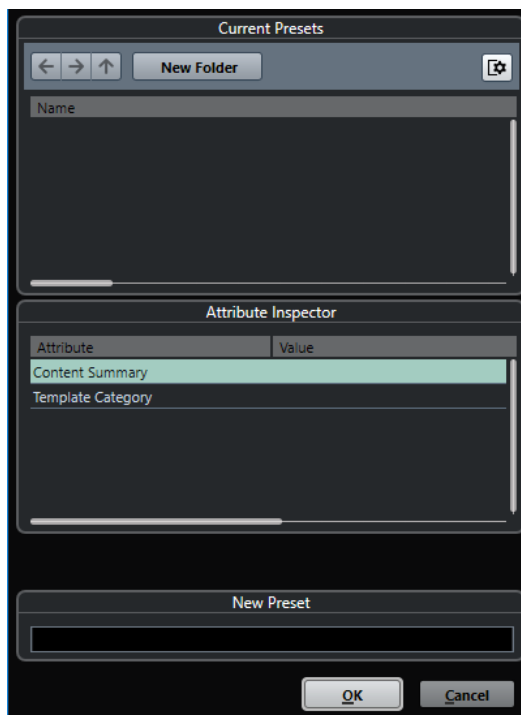 Current Presets
New Folder
Name
Attribute Inspector
Attribute Value
Content Summary
Template Category
New Preset
OK Cancel